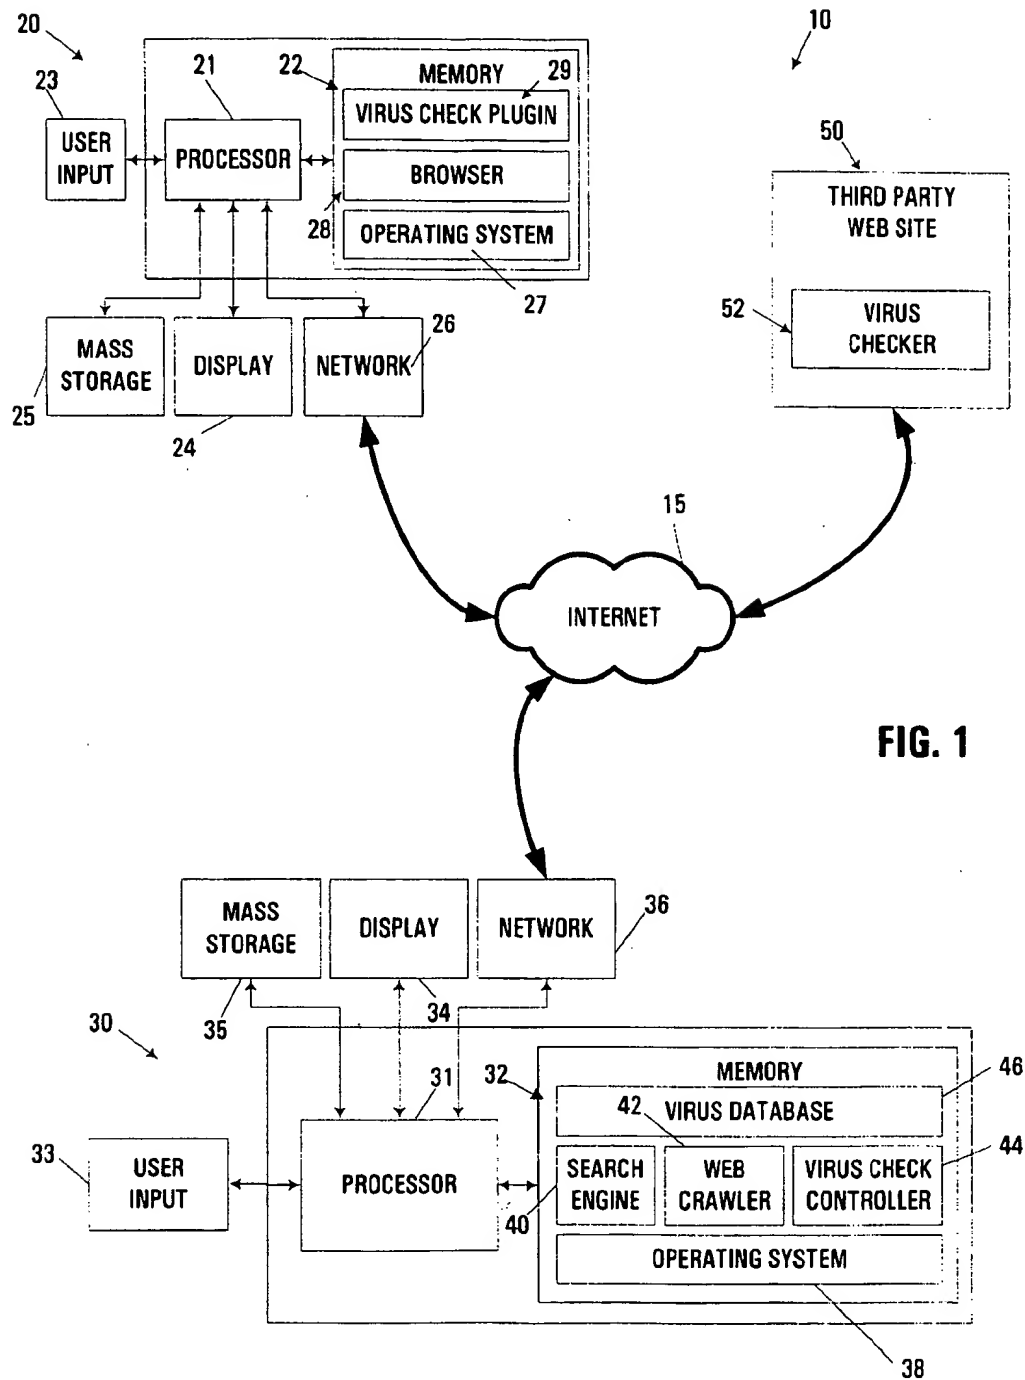 20
10
23
21
22
MEMORY
29
VIRUS CHECK PLUGIN
USER
INPUT
PROCESSOR
BROWSER
28
OPERATING SYSTEM
27
50
THIRD PARTY
WEB SITE
52
VIRUS
CHECKER
MASS
STORAGE
25
DISPLAY
24
NETWORK
26
15
INTERNET
FIG. 1
MASS
STORAGE
35
DISPLAY
34
NETWORK
36
30
31
32
MEMORY
46
VIRUS DATABASE
42
33
USER
INPUT
PROCESSOR
SEARCH
ENGINE
40
WEB
CRAWLER
VIRUS CHECK
CONTROLLER
44
OPERATING SYSTEM
38